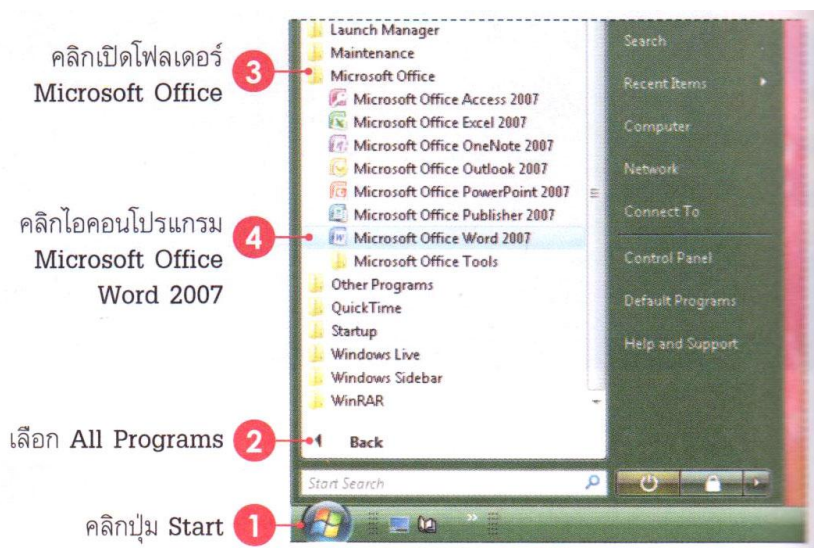 คลิกเปิดโฟลเดอร์
Microsoft Office
3
คลิกไอคอนโปรแกรม
Microsoft Office
Word 2007
4
เลือก All Programs
2
คลิกปุ่ม Start
1
Launch Manager
Maintenance
Microsoft Office
Microsoft Office Access 2007
Microsoft Office Excel 2007
Microsoft Office OneNote 2007
Microsoft Office Outlook 2007
Microsoft Office PowerPoint 2007
Microsoft Office Publisher 2007
Microsoft Office Word 2007
Microsoft Office Tools
Other Programs
QuickTime
Startup
Windows Live
Windows Sidebar
WinRAR
Back
Start Search
Search
Recent Items
Computer
Network
Connect To
Control Panel
Default Programs
Help and Support